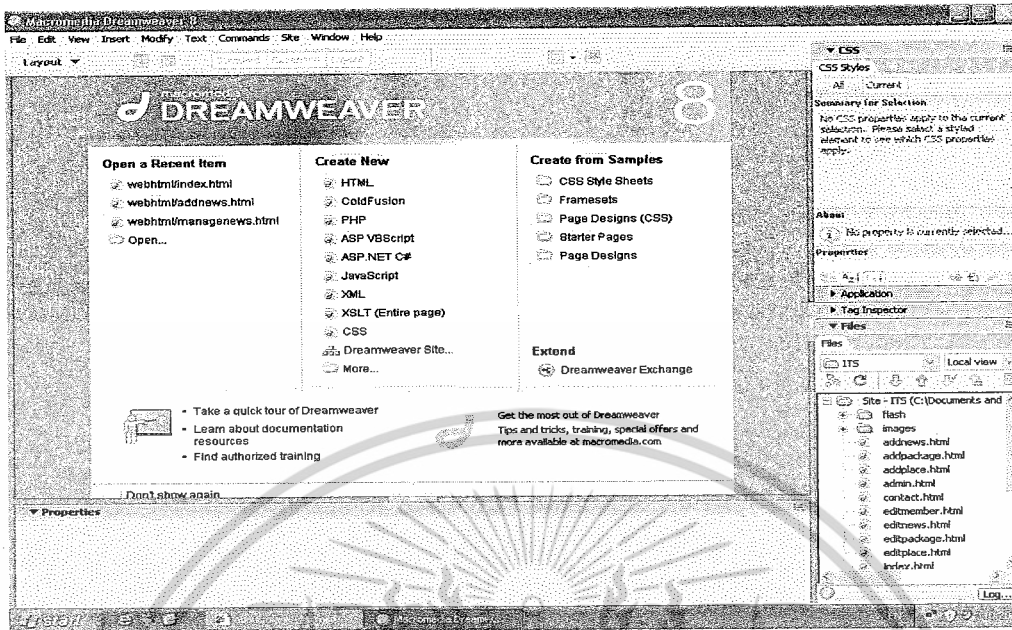 Macromedia Dreamweaver 8
File Edit View Insert Modify Text Commands Site Window Help
Layout
macromedia
DREAMWEAVER 8
Open a Recent Item
webhtml/index.html
webhtml/addnews.html
webhtml/managenews.html
Open...
Create New
HTML
ColdFusion
PHP
ASP VBScript
ASP.NET C#
JavaScript
XML
XSLT (Entire page)
CSS
Dreamweaver Site...
More...
Create from Samples
CSS Style Sheets
Framesets
Page Designs (CSS)
Starter Pages
Page Designs
Extend
Dreamweaver Exchange
• Take a quick tour of Dreamweaver
• Learn about documentation
resources
• Find authorized training
Get the most out of Dreamweaver
Tips and tricks, training, special offers and
more available at macromedia.com
Don't show again
Properties
CSS
CSS Styles
All Current
Summary for Selection
No CSS properties apply to the current
selection. Please select a styled
element to see which CSS properties
apply.
About
No property is currently selected...
Properties
Application
Tag Inspector
Files
Files
ITS Local view
Site - ITS (C:\Documents and
flash
images
addnews.html
addpackage.html
addplace.html
admin.html
contact.html
editmember.html
editnews.html
editpackage.html
editplace.html
index.html
Log...
start